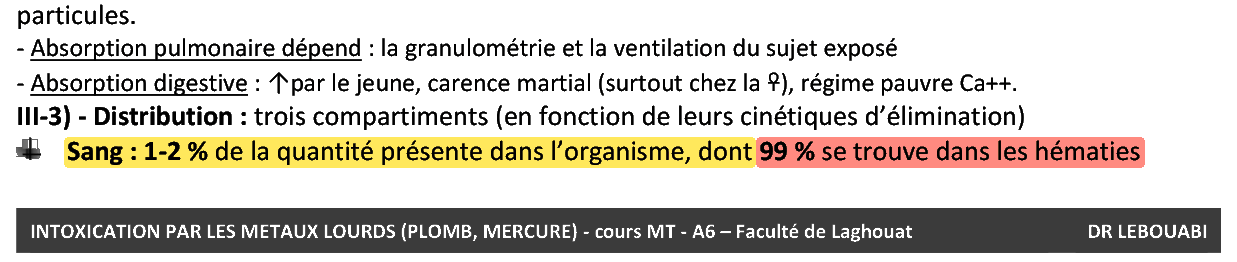 particules.
- Absorption pulmonaire dépend : la granulométrie et la ventilation du sujet exposé
- Absorption digestive : ↑par le jeune, carence martial (surtout chez la ♀), régime pauvre Ca++.
III-3) - Distribution : trois compartiments (en fonction de leurs cinétiques d’élimination)
Sang : 1-2 % de la quantité présente dans l’organisme, dont 99 % se trouve dans les hématies
INTOXICATION PAR LES METAUX LOURDS (PLOMB, MERCURE) - cours MT - A6 – Faculté de Laghouat DR LEBOUABI